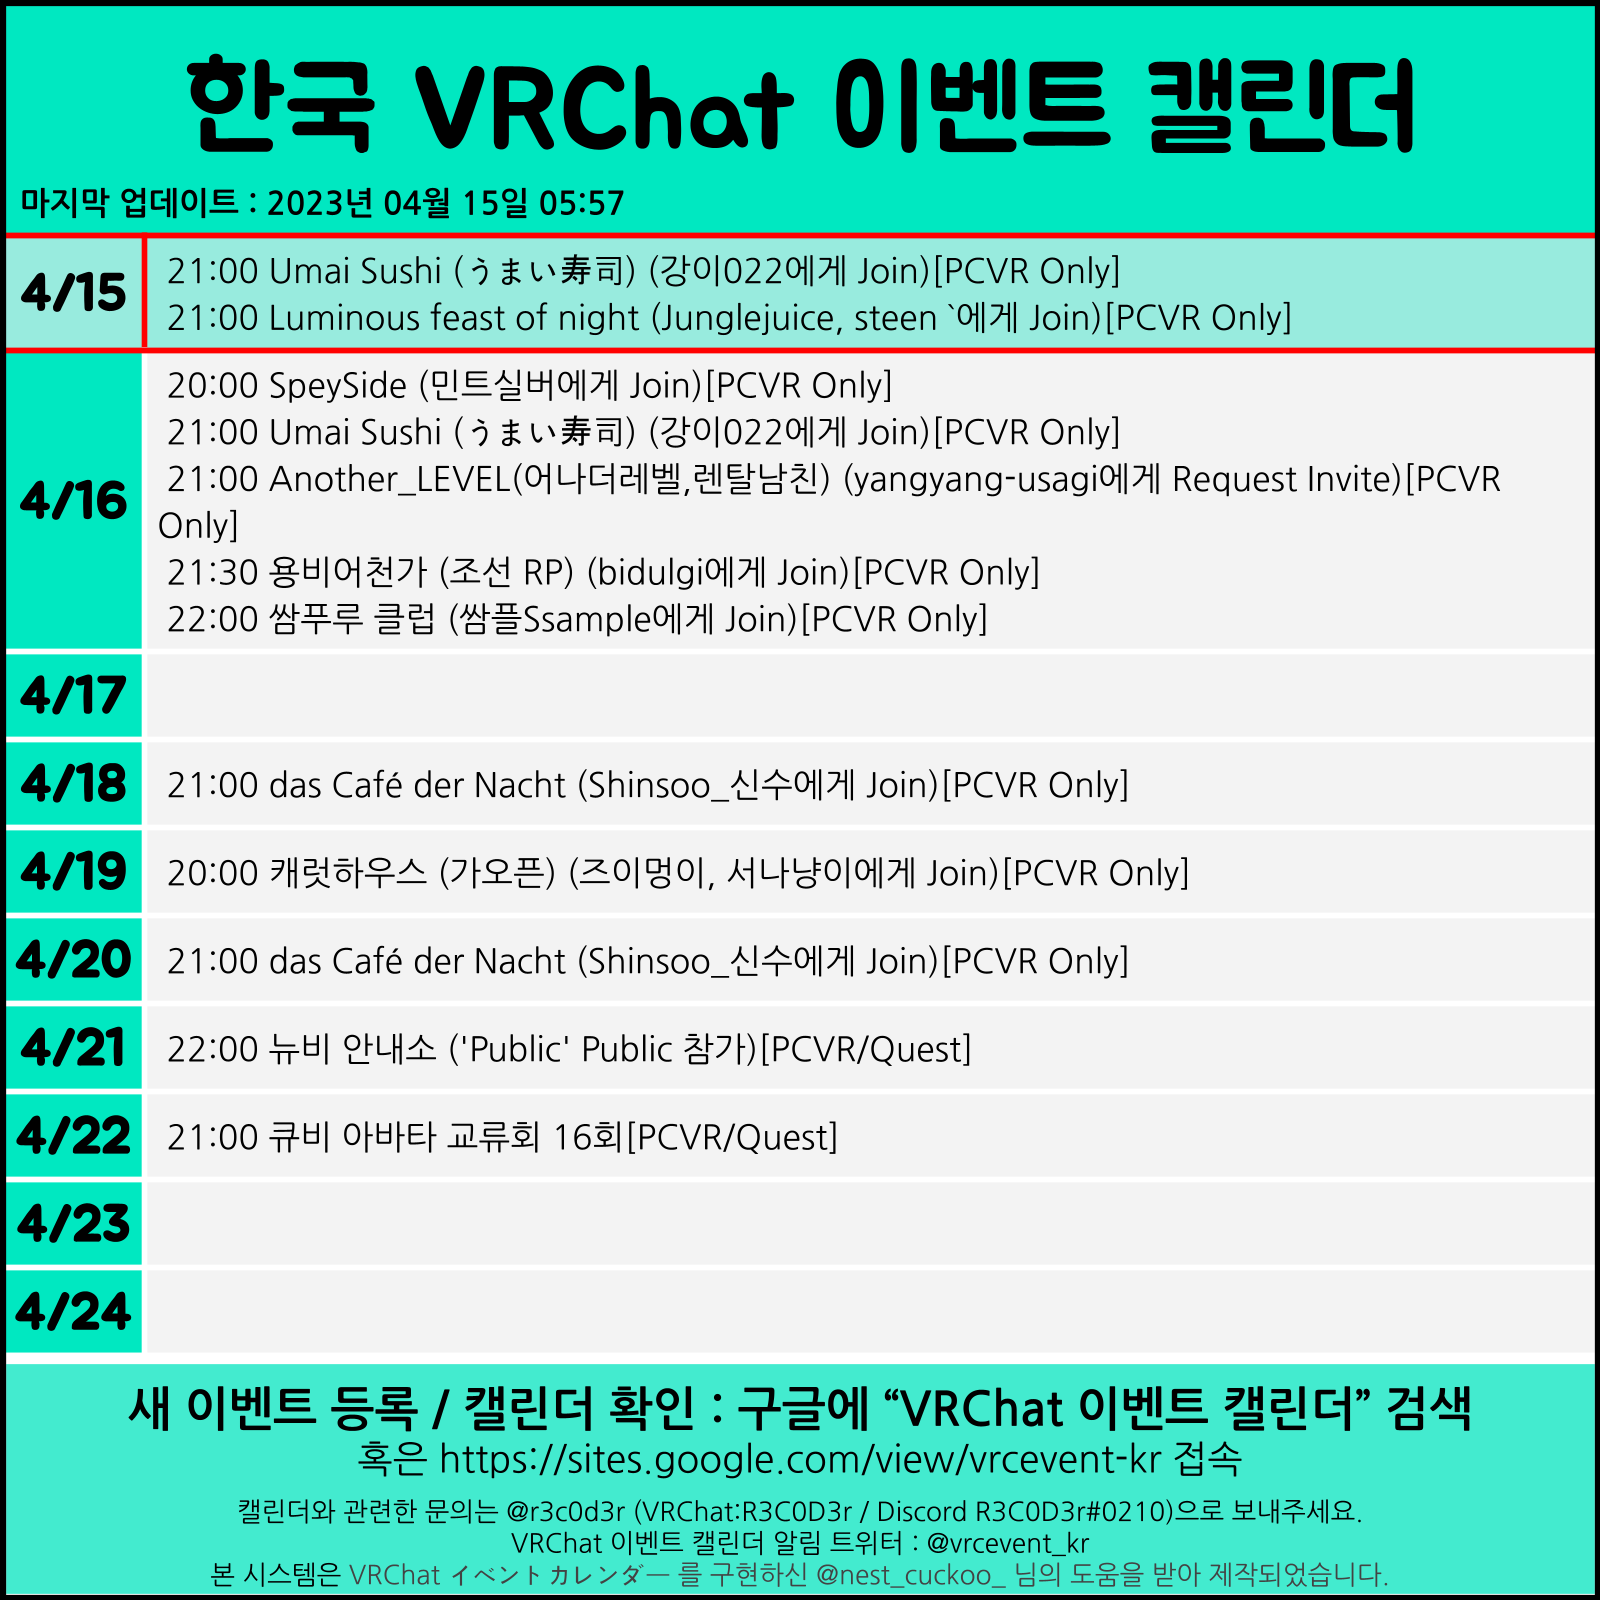 한국 VRChat 이벤트 캘린더
마지막 업데이트 : 2023년 04월 15일 05:57
4/15
21:00 Umai Sushi (うまい寿司) (강이022에게 Join)[PCVR Only]
21:00 Luminous feast of night (Junglejuice, steen `에게 Join)[PCVR Only]
4/16
20:00 SpeySide (민트실버에게 Join)[PCVR Only]
21:00 Umai Sushi (うまい寿司) (강이022에게 Join)[PCVR Only]
21:00 Another_LEVEL(어나더레벨,렌탈남친) (yangyang-usagi에게 Request Invite)[PCVR
Only]
21:30 용비어천가 (조선 RP) (bidulgi에게 Join)[PCVR Only]
22:00 쌈푸루 클럽 (쌈플Ssample에게 Join)[PCVR Only]
4/17
4/18
21:00 das Café der Nacht (Shinsoo_신수에게 Join)[PCVR Only]
4/19
20:00 캐럿하우스 (가오픈) (즈이멍이, 서나냥이에게 Join)[PCVR Only]
4/20
21:00 das Café der Nacht (Shinsoo_신수에게 Join)[PCVR Only]
4/21
22:00 뉴비 안내소 ('Public' Public 참가)[PCVR/Quest]
4/22
21:00 큐비 아바타 교류회 16회[PCVR/Quest]
4/23
4/24
새 이벤트 등록 / 캘린더 확인 : 구글에 “VRChat 이벤트 캘린더” 검색
혹은 https://sites.google.com/view/vrcevent-kr 접속
캘린더와 관련한 문의는 @r3c0d3r (VRChat:R3C0D3r / Discord R3C0D3r#0210)으로 보내주세요.
VRChat 이벤트 캘린더 알림 트위터 : @vrcevent_kr
본 시스템은 VRChat イベントカレンダー 를 구현하신 @nest_cuckoo_ 님의 도움을 받아 제작되었습니다.